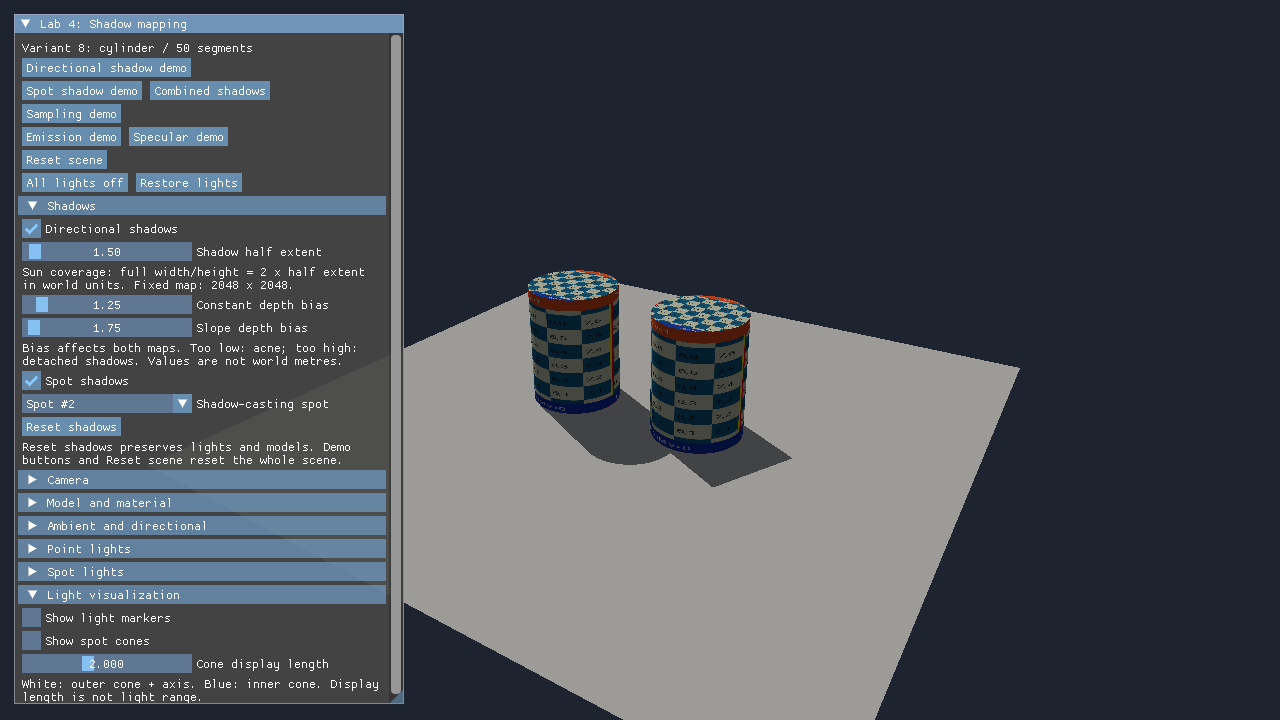 Lab 4: Shadow mapping
Variant 8: cylinder / 50 segments
Directional shadow demo
Spot shadow demo Combined shadows
Sampling demo
Emission demo Specular demo
Reset scene
All lights off Restore lights
Shadows
Directional shadows
1.50 Shadow half extent
Sun coverage: full width/height = 2 x half extent
in world units. Fixed map: 2048 x 2048.
1.25 Constant depth bias
1.75 Slope depth bias
Bias affects both maps. Too low: acne; too high:
detached shadows. Values are not world metres.
Spot shadows
Spot #2 Shadow-casting spot
Reset shadows
Reset shadows preserves lights and models. Demo
buttons and Reset scene reset the whole scene.
Camera
Model and material
Ambient and directional
Point lights
Spot lights
Light visualization
Show light markers
Show spot cones
2.000 Cone display length
White: outer cone + axis. Blue: inner cone. Display
length is not light range.